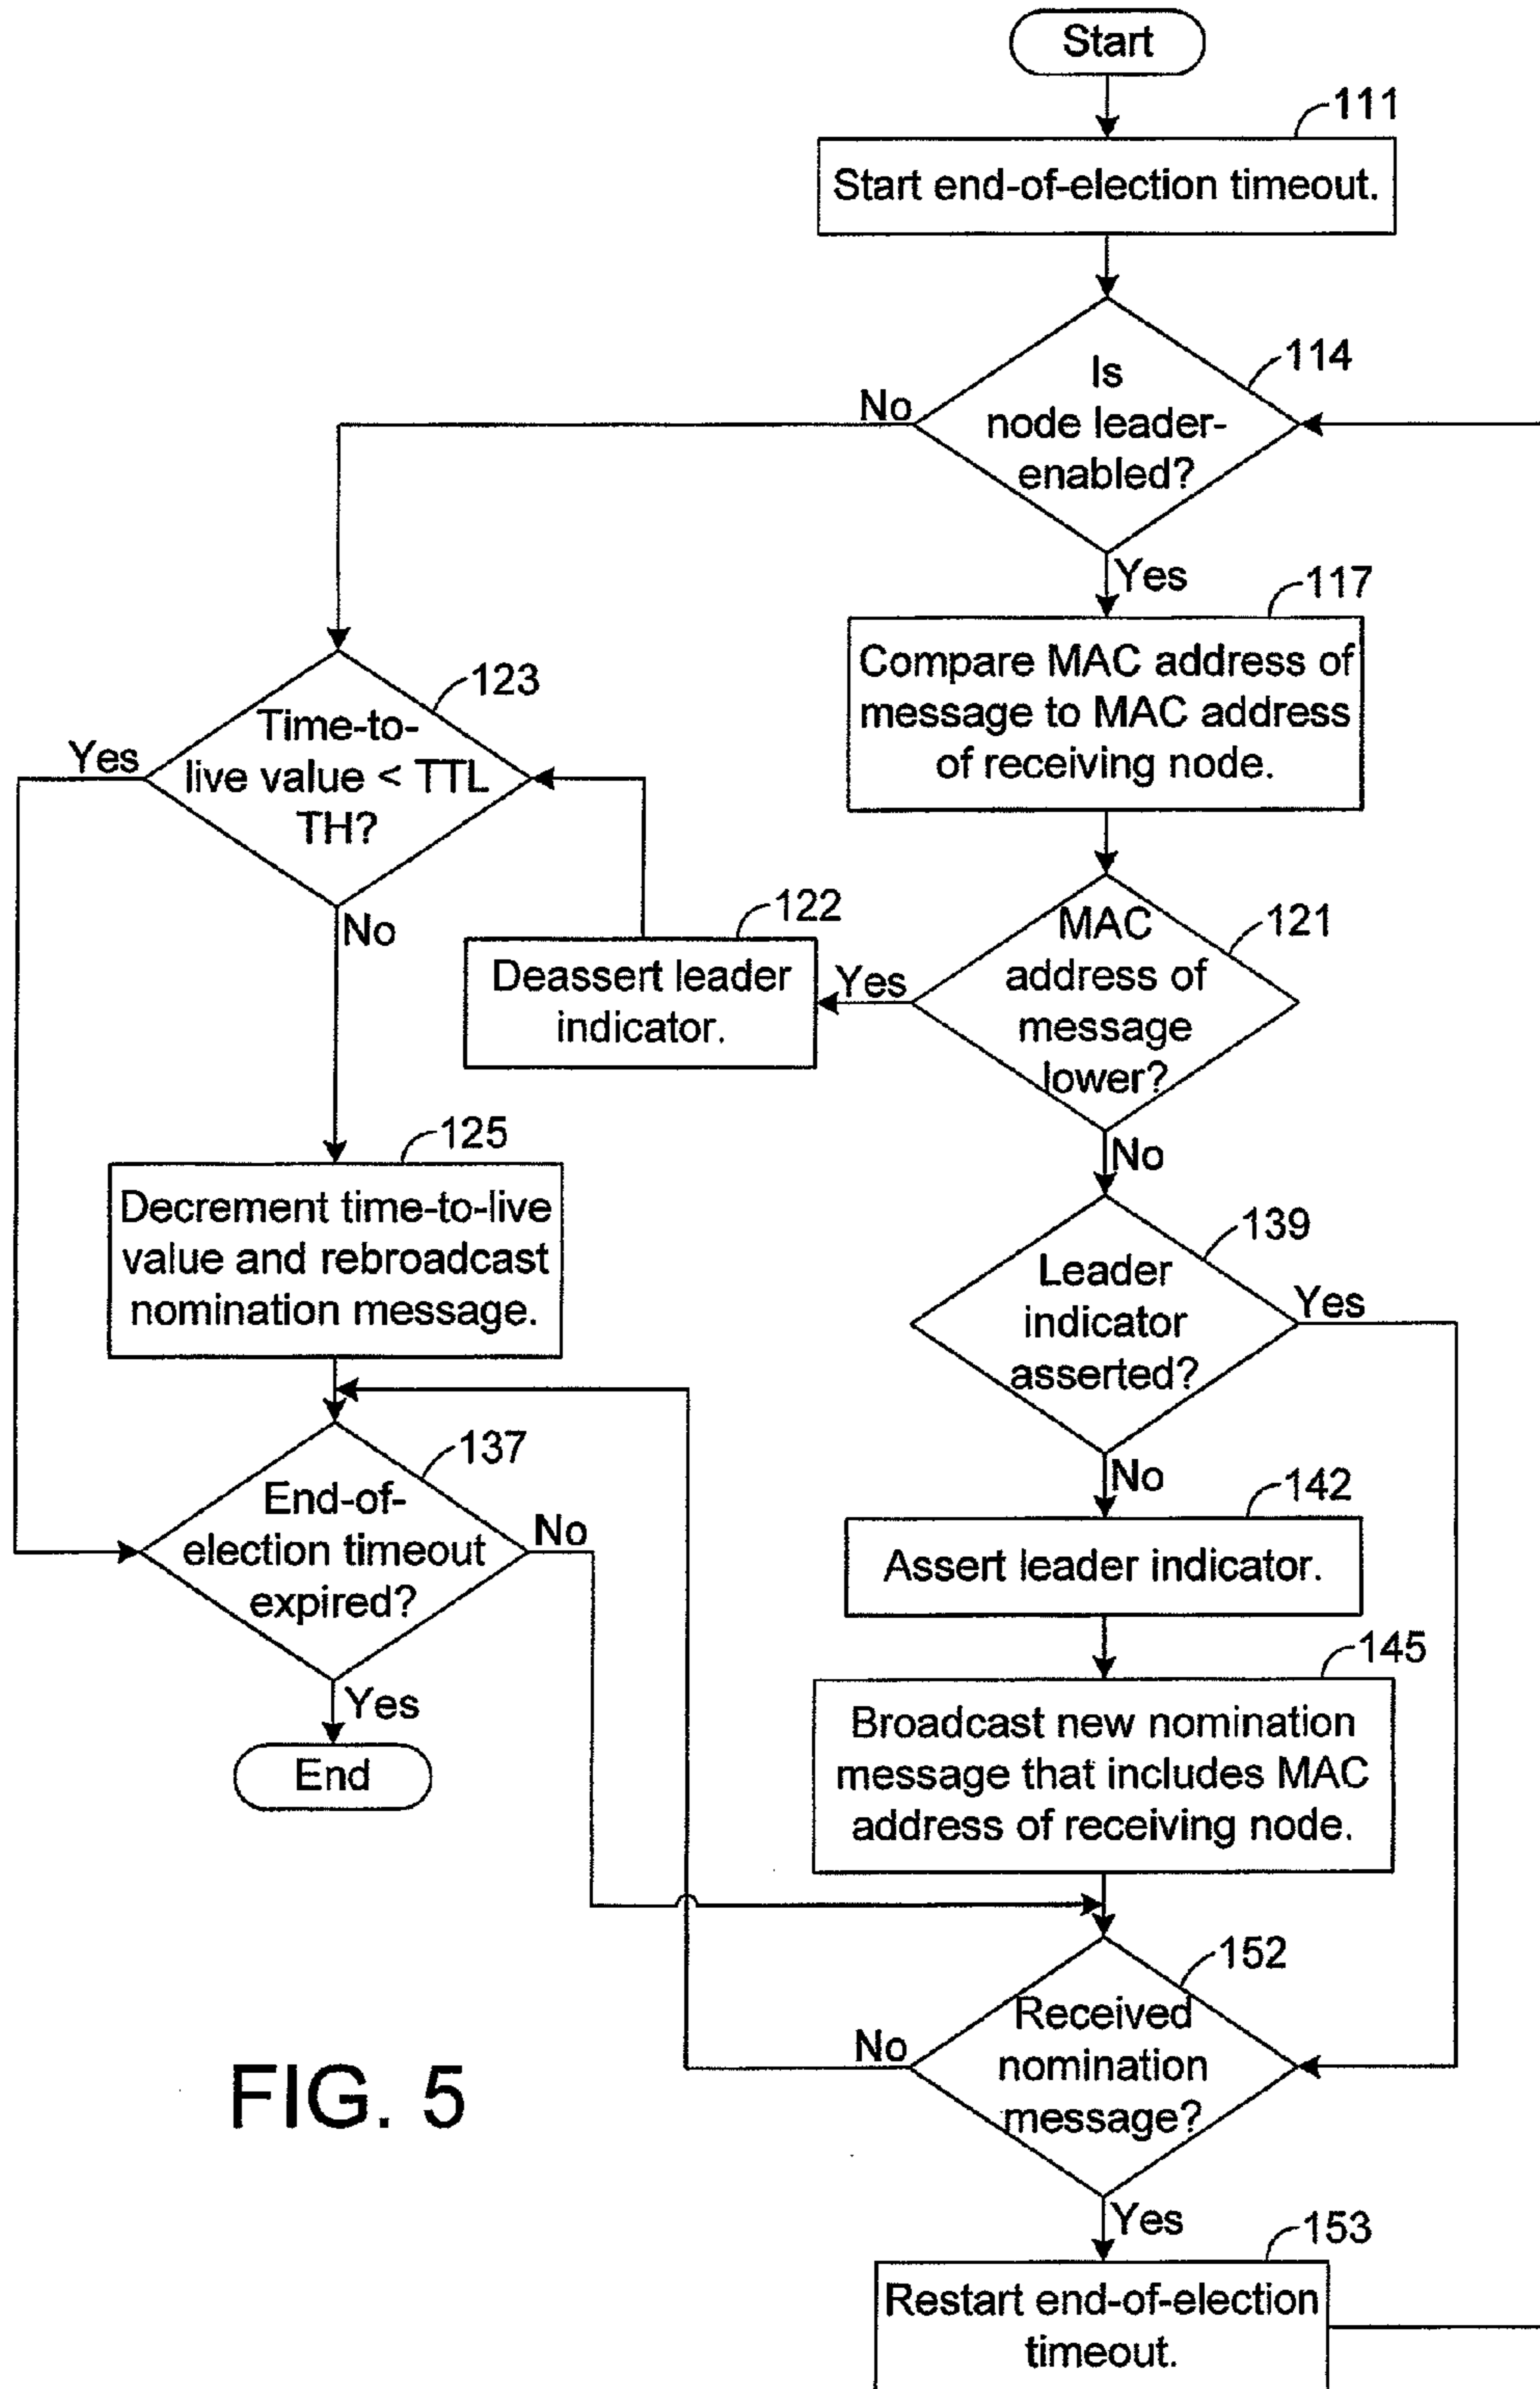 Start
111
Start end-of-election timeout.
114
Is
node leader-
enabled?
No
Yes
117
Compare MAC address of
message to MAC address
of receiving node.
123
Time-to-
live value < TTL
TH?
Yes
No
122
Deassert leader
indicator.
Yes
121
MAC
address of
message
lower?
No
125
Decrement time-to-live
value and rebroadcast
nomination message.
139
Leader
indicator
asserted?
Yes
No
137
End-of-
election timeout
expired?
No
Yes
End
142
Assert leader indicator.
145
Broadcast new nomination
message that includes MAC
address of receiving node.
152
Received
nomination
message?
No
Yes
153
Restart end-of-election
timeout.
FIG. 5